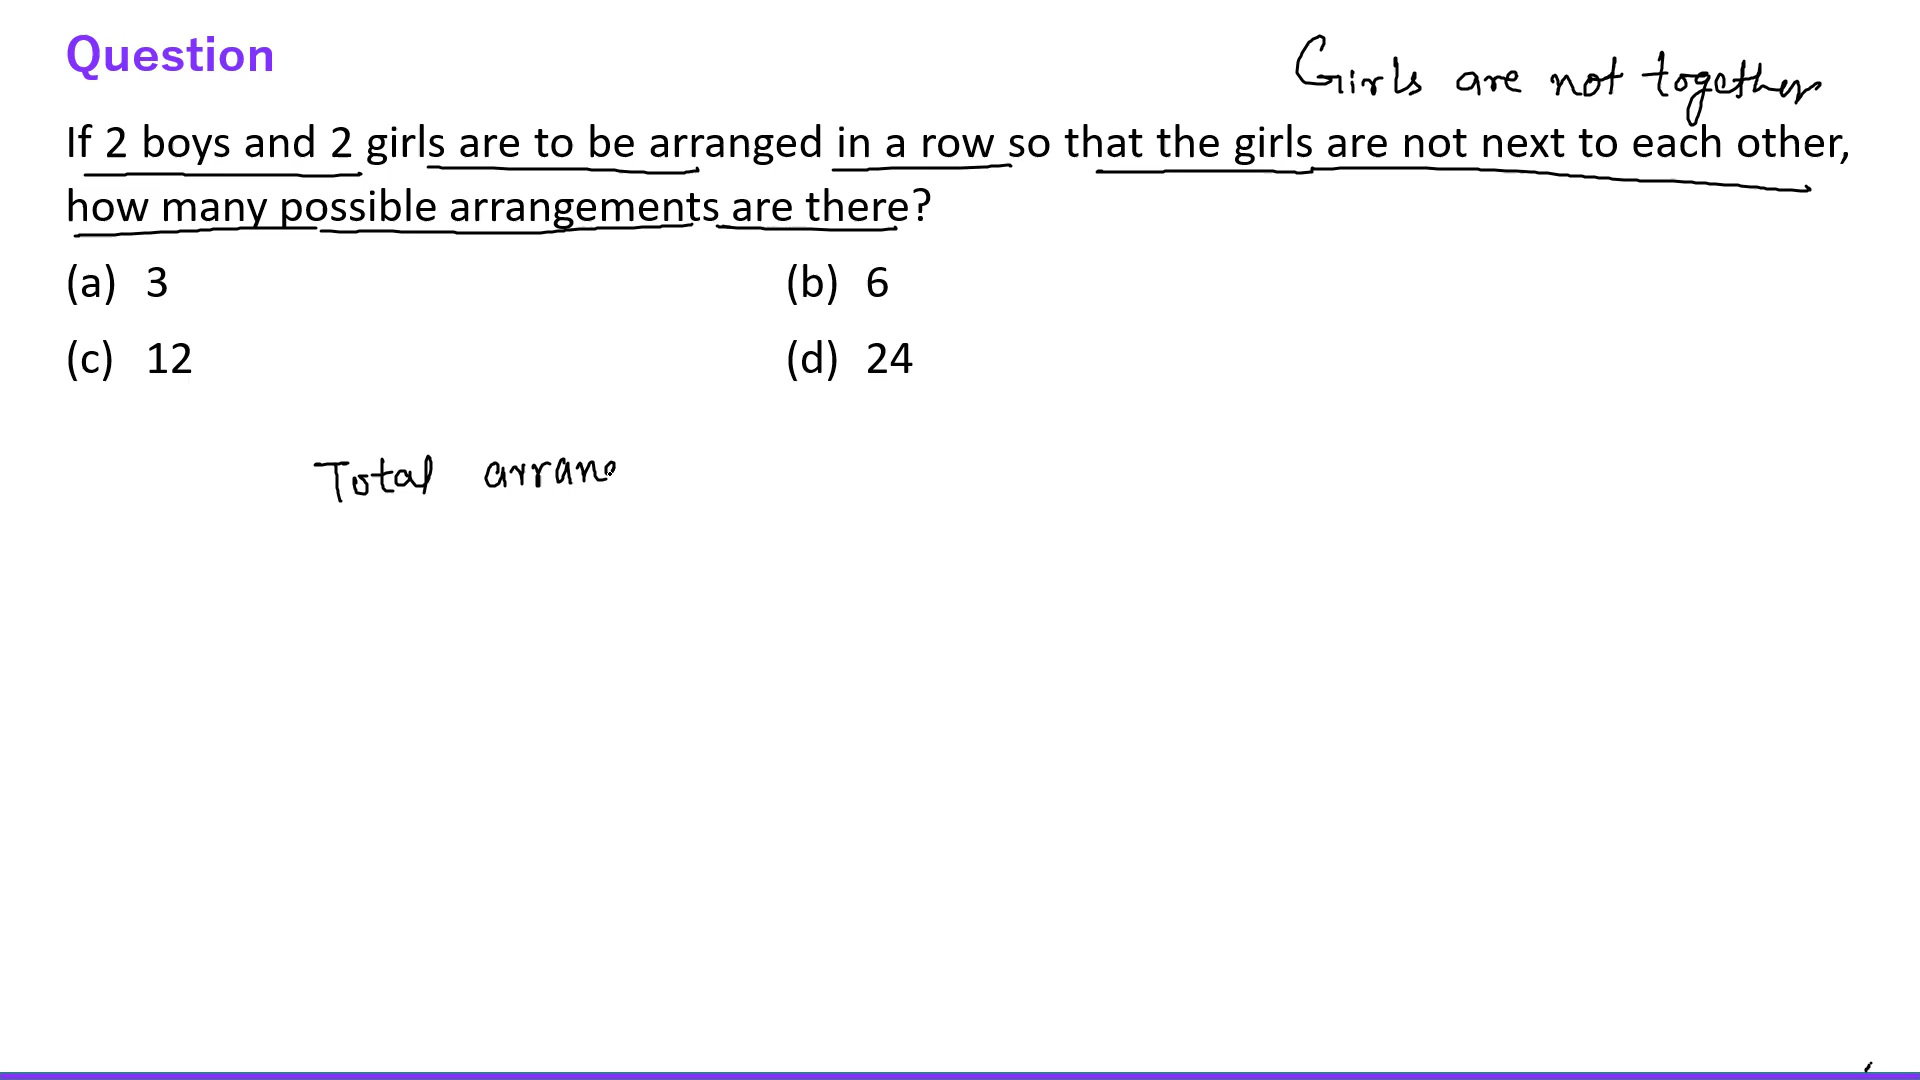 Question
Girls are not together
If 2 boys and 2 girls are to be arranged in a row so that the girls are not next to each other,
how many possible arrangements are there?
(a) 3 (b) 6
(c) 12 (d) 24
Total arrang